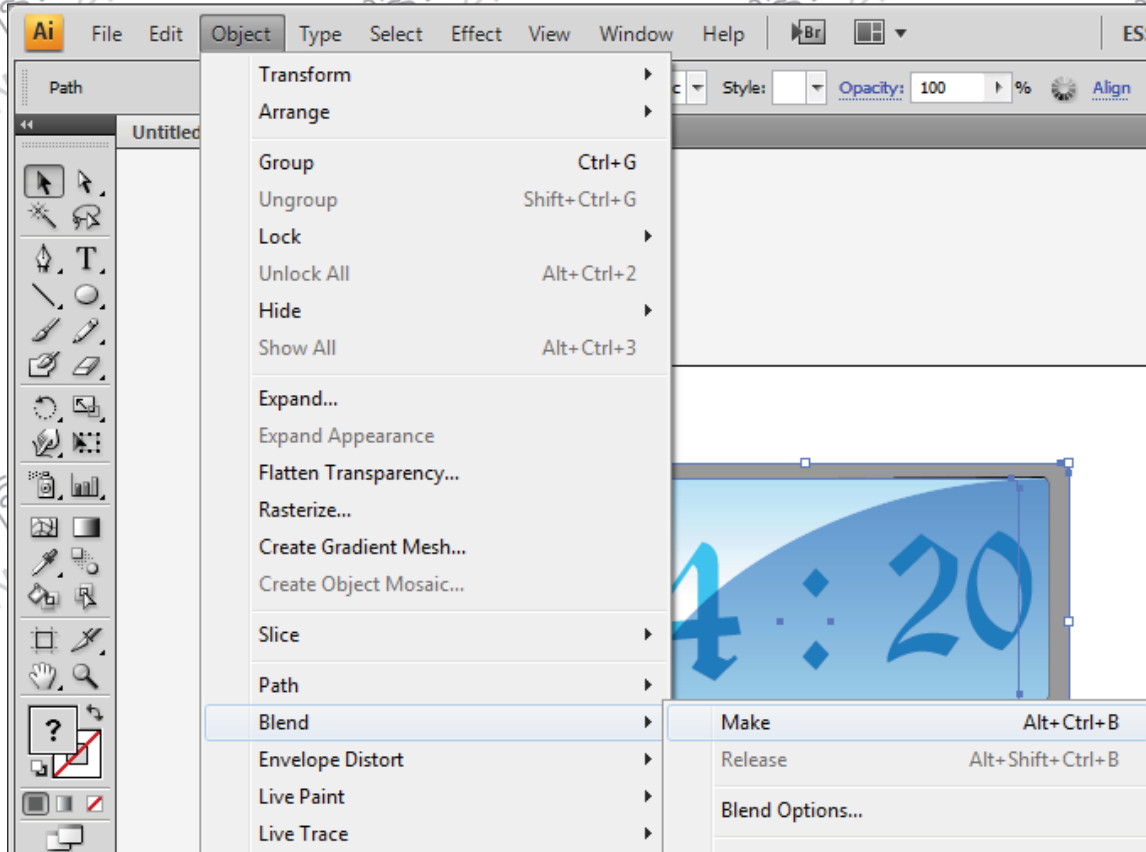 Ai File Edit Object Type Select Effect View Window Help Br ES
Path Style: Opacity: 100 % Align
Untitled
Transform
Arrange
Group Ctrl+G
Ungroup Shift+Ctrl+G
Lock
Unlock All Alt+Ctrl+2
Hide
Show All Alt+Ctrl+3
Expand...
Expand Appearance
Flatten Transparency...
Rasterize...
Create Gradient Mesh...
Create Object Mosaic...
Slice
Path
Blend
Envelope Distort
Live Paint
Live Trace
4 : 20
Make Alt+Ctrl+B
Release Alt+Shift+Ctrl+B
Blend Options...
T
?